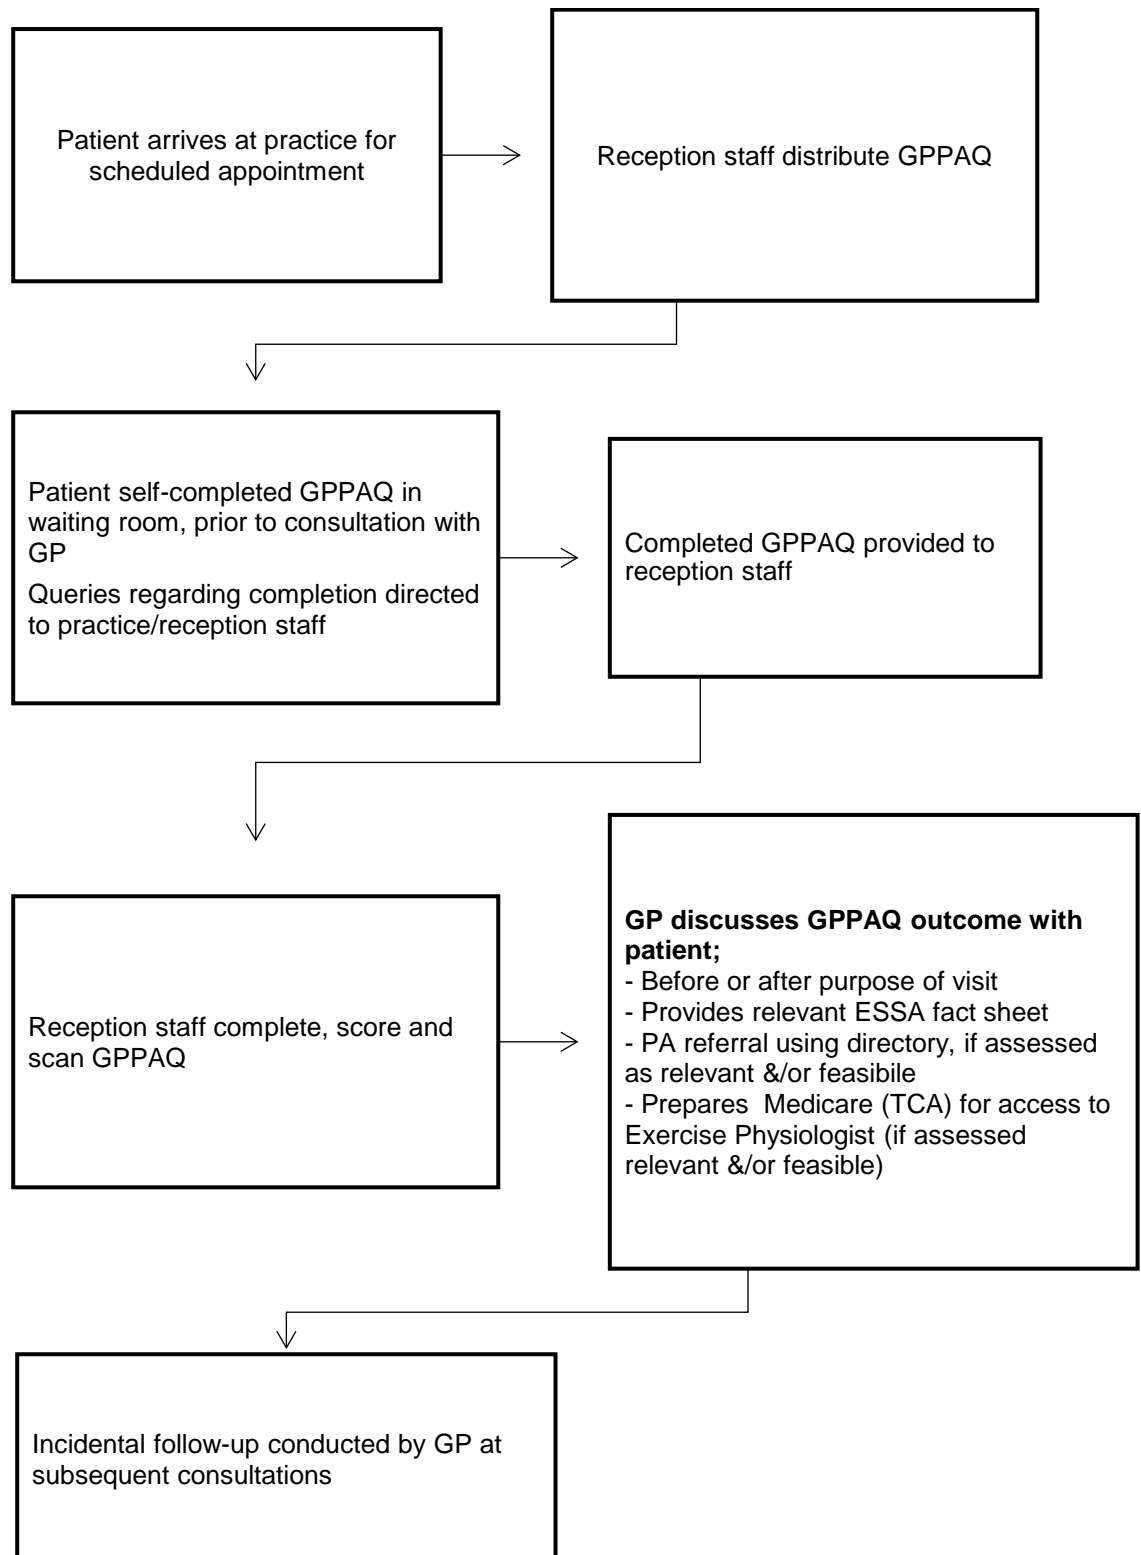 Patient arrives at practice for
scheduled appointment
Reception staff distribute GPPAQ
Patient self-completed GPPAQ in
waiting room, prior to consultation with
GP
Queries regarding completion directed
to practice/reception staff
Completed GPPAQ provided to
reception staff
Reception staff complete, score and
scan GPPAQ
GP discusses GPPAQ outcome with
patient;
- Before or after purpose of visit
- Provides relevant ESSA fact sheet
- PA referral using directory, if assessed
as relevant &/or feasibile
- Prepares  Medicare (TCA) for access to
Exercise Physiologist (if assessed
relevant &/or feasible)
Incidental follow-up conducted by GP at
subsequent consultations